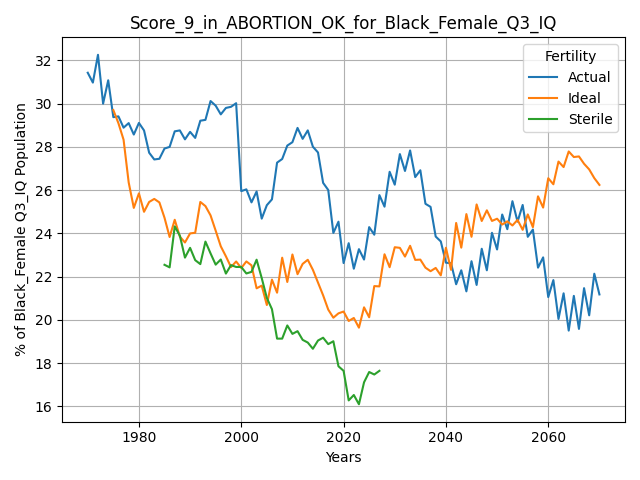 Score_9_in_ABORTION_OK_for_Black_Female_Q3_IQ
Fertility
Actual
Ideal
Sterile
% of Black_Female Q3_IQ Population
32
30
28
26
24
22
20
18
16
1980
2000
2020
2040
2060
Years